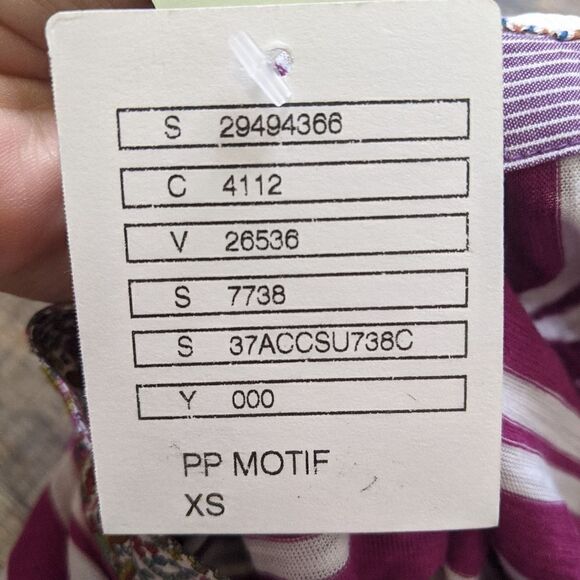 S 29494366
C 4112
V 26536
S 7738
S 37ACCSU738C
Y 000
PP MOTIF
XS